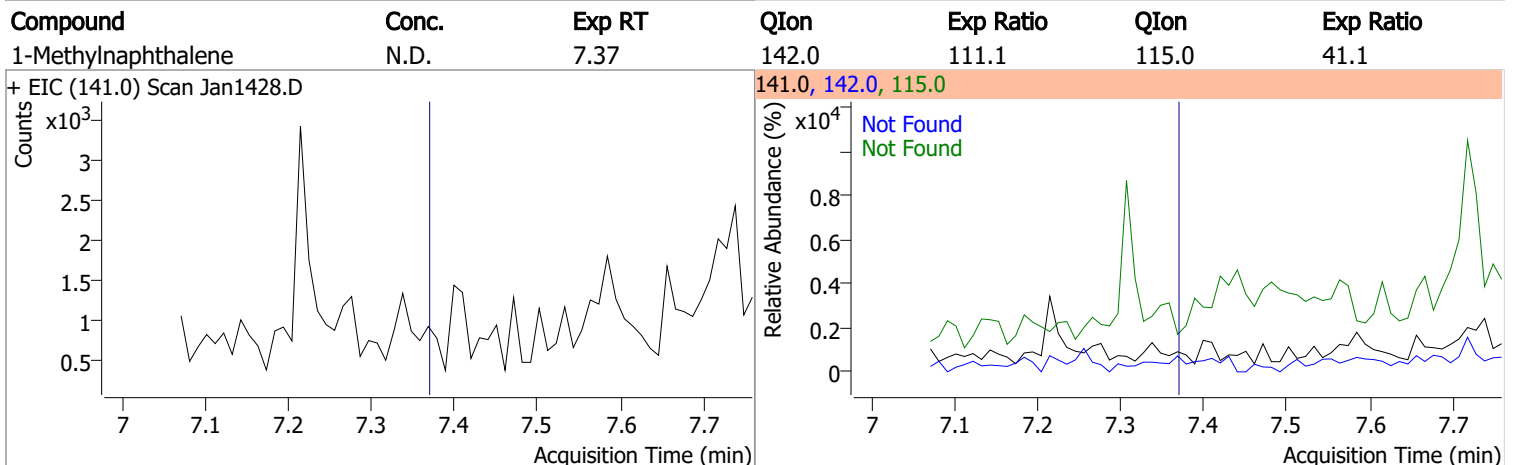 Compound Conc. Exp RT QIon Exp Ratio QIon Exp Ratio
1-Methylnaphthalene N.D. 7.37 142.0 111.1 115.0 41.1
+ EIC (141.0) Scan Jan1428.D
Counts
x10³
3
2.5
2
1.5
1
0.5
7 7.1 7.2 7.3 7.4 7.5 7.6 7.7
Acquisition Time (min)
141.0, 142.0, 115.0
Relative Abundance (%)
x10⁴
Not Found
Not Found
0.8
0.6
0.4
0.2
0
7 7.1 7.2 7.3 7.4 7.5 7.6 7.7
Acquisition Time (min)